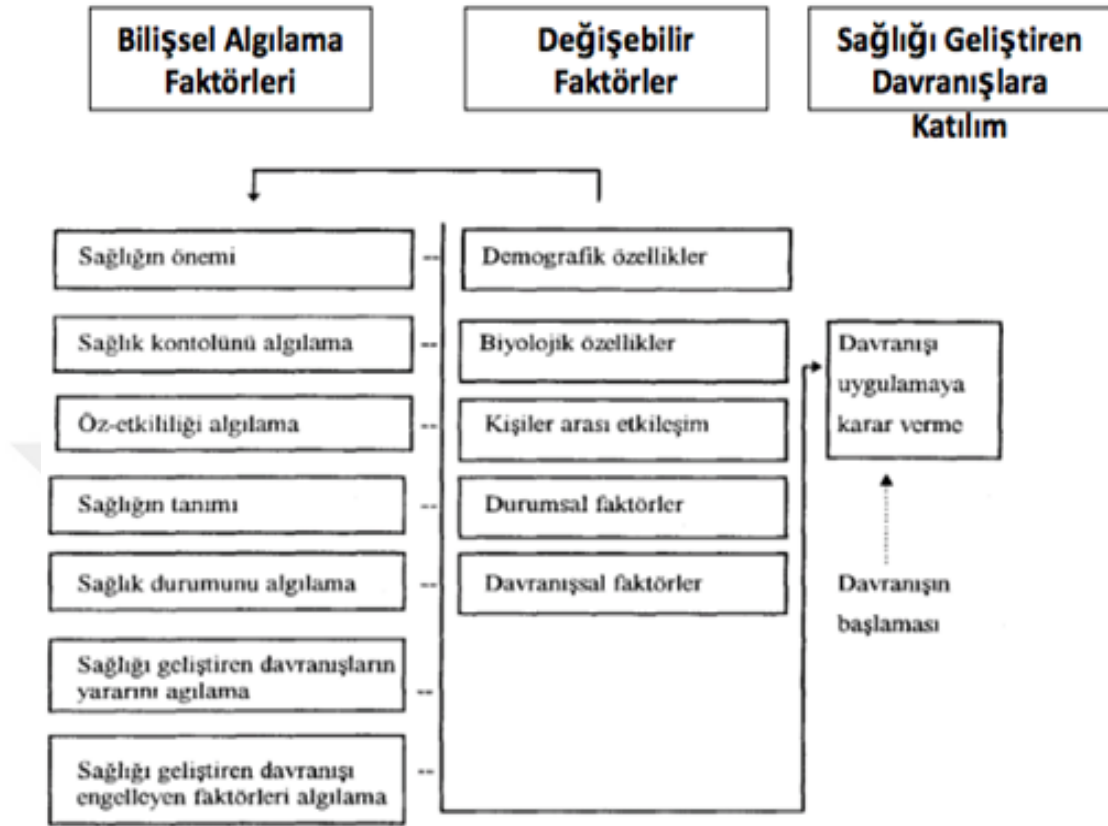 Bilişsel Algılama
Faktörleri
Değişebilir
Faktörler
Sağlığı Geliştiren
Davranışlara
Katılım
Sağlığın önemi
Sağlık kontolünü algılama
Öz-etkililiği algılama
Sağlığın tanımı
Sağlık durumunu algılama
Sağlığı geliştiren davranışların
yararını agılama
Sağlığı geliştiren davranışı
engelleyen faktörleri algılama
Demografik özellikler
Biyolojik özellikler
Kişiler arası etkileşim
Durumsal faktörler
Davranışsal faktörler
Davranışı
uygulamaya
karar verme
Davranışın
başlaması